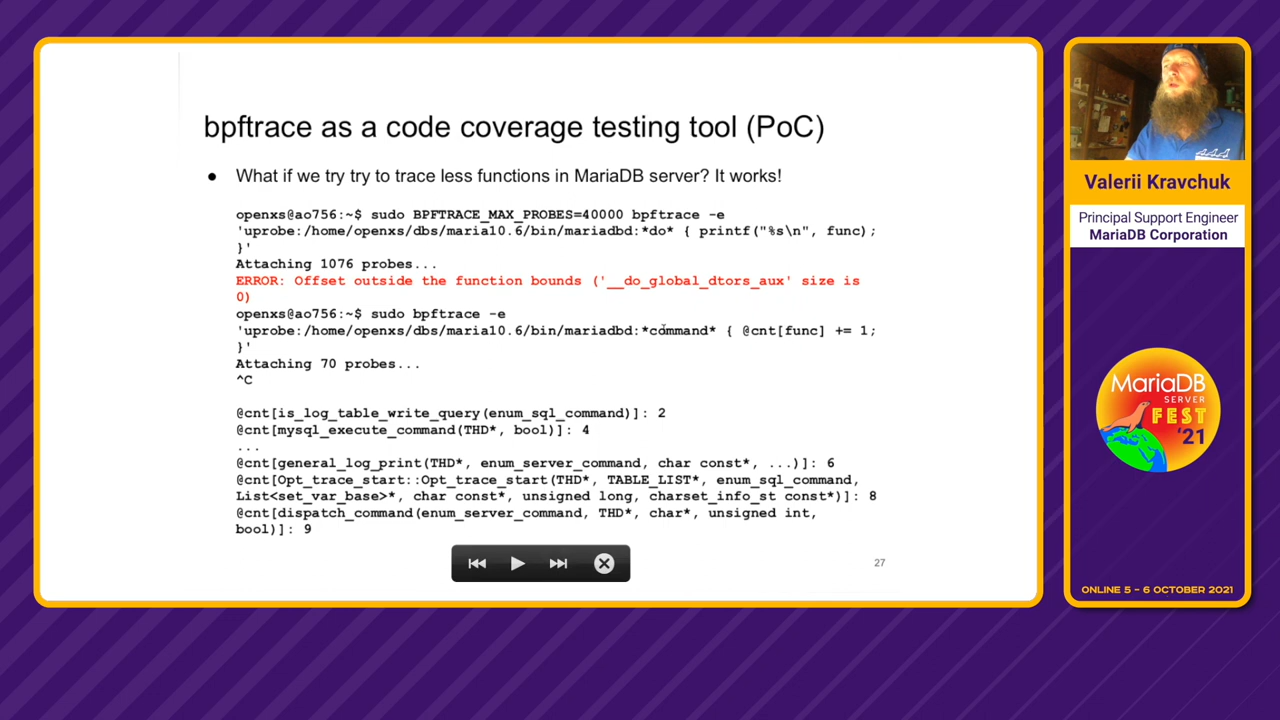 bpftrace as a code coverage testing tool (PoC)
● What if we try try to trace less functions in MariaDB server? It works!
openxs@ao756:~$ sudo BPFTRACE_MAX_PROBES=40000 bpftrace -e
'uprobe:/home/openxs/dbs/maria10.6/bin/mariadbd:*do* { printf("%s\n", func);
}'
Attaching 1076 probes...
ERROR: Offset outside the function bounds ('__do_global_dtors_aux' size is
0)
openxs@ao756:~$ sudo bpftrace -e
'uprobe:/home/openxs/dbs/maria10.6/bin/mariadbd:*command* { @cnt[func] += 1;
}'
Attaching 70 probes...
^C
@cnt[is_log_table_write_query(enum_sql_command)]: 2
@cnt[mysql_execute_command(THD*, bool)]: 4
...
@cnt[general_log_print(THD*, enum_server_command, char const*, ...)]: 6
@cnt[Opt_trace_start::Opt_trace_start(THD*, TABLE_LIST*, enum_sql_command,
List<set_var_base>*, char const*, unsigned long, charset_info_st const*)]: 8
@cnt[dispatch_command(enum_server_command, THD*, char*, unsigned int,
bool)]: 9
27
Valerii Kravchuk
Principal Support Engineer
MariaDB Corporation
MariaDB
SERVER
FEST
'21
ONLINE 5 – 6 OCTOBER 2021